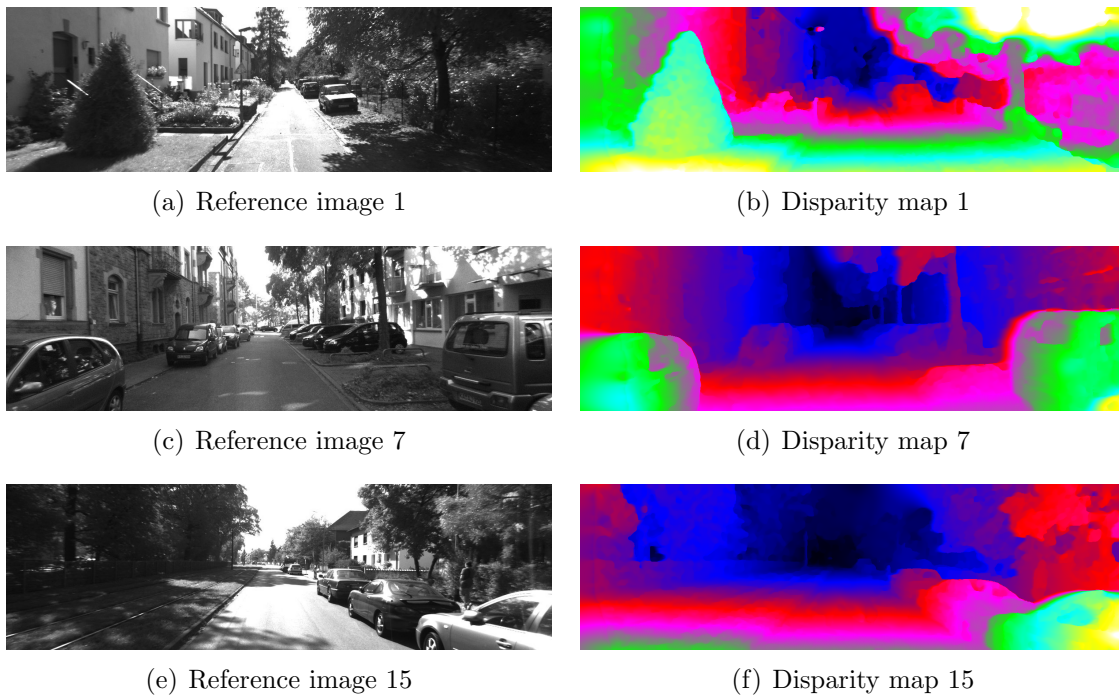 (a) Reference image 1
(b) Disparity map 1
(c) Reference image 7
(d) Disparity map 7
(e) Reference image 15
(f) Disparity map 15